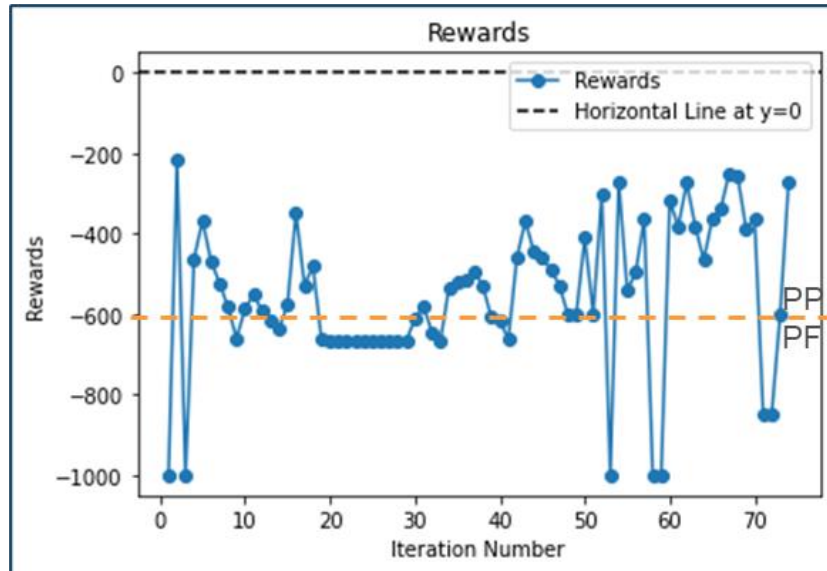 Rewards
Rewards
Horizontal Line at y=0
0
−200
−400
−600
−800
−1000
Rewards
PP
PF
0
10
20
30
40
50
60
70
Iteration Number